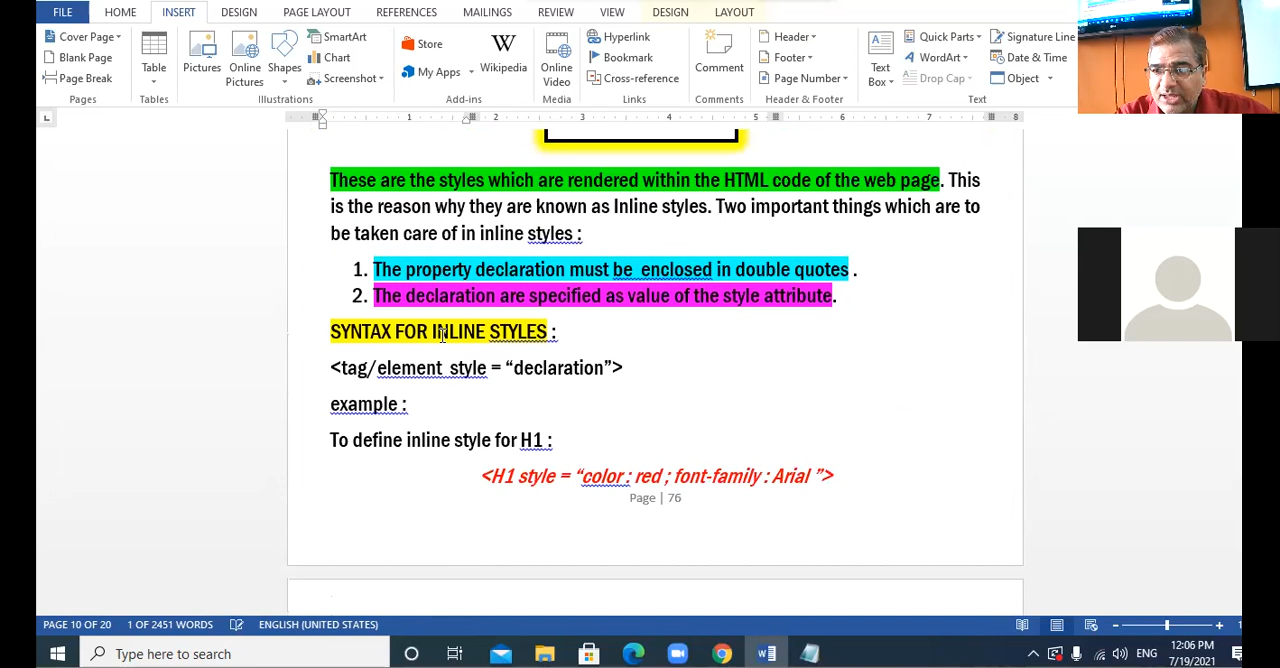 FILE HOME INSERT DESIGN PAGE LAYOUT REFERENCES MAILINGS REVIEW VIEW DESIGN LAYOUT
Cover Page
Blank Page
Page Break
Pages
Table
Tables
Pictures
Online Pictures
Shapes
SmartArt
Chart
Screenshot
Illustrations
Store
My Apps
W
Wikipedia
Add-ins
Online Video
Media
Hyperlink
Bookmark
Cross-reference
Links
Comment
Comments
Header
Footer
Page Number
Header & Footer
A
Text Box
Quick Parts
WordArt
Drop Cap
Signature Line
Date & Time
Object
Text
L
1 2 3 4 5 6 7 8
These are the styles which are rendered within the HTML code of the web page. This
is the reason why they are known as Inline styles. Two important things which are to
be taken care of in inline styles :
1. The property declaration must be enclosed in double quotes .
2. The declaration are specified as value of the style attribute.
SYNTAX FOR INLINE STYLES :
<tag/element style = “declaration”>
example :
To define inline style for H1 :
<H1 style = “color : red ; font-family : Arial ”>
Page | 76
PAGE 10 OF 20 1 OF 2451 WORDS ENGLISH (UNITED STATES)
Type here to search
ENG
12:06 PM
7/19/2021